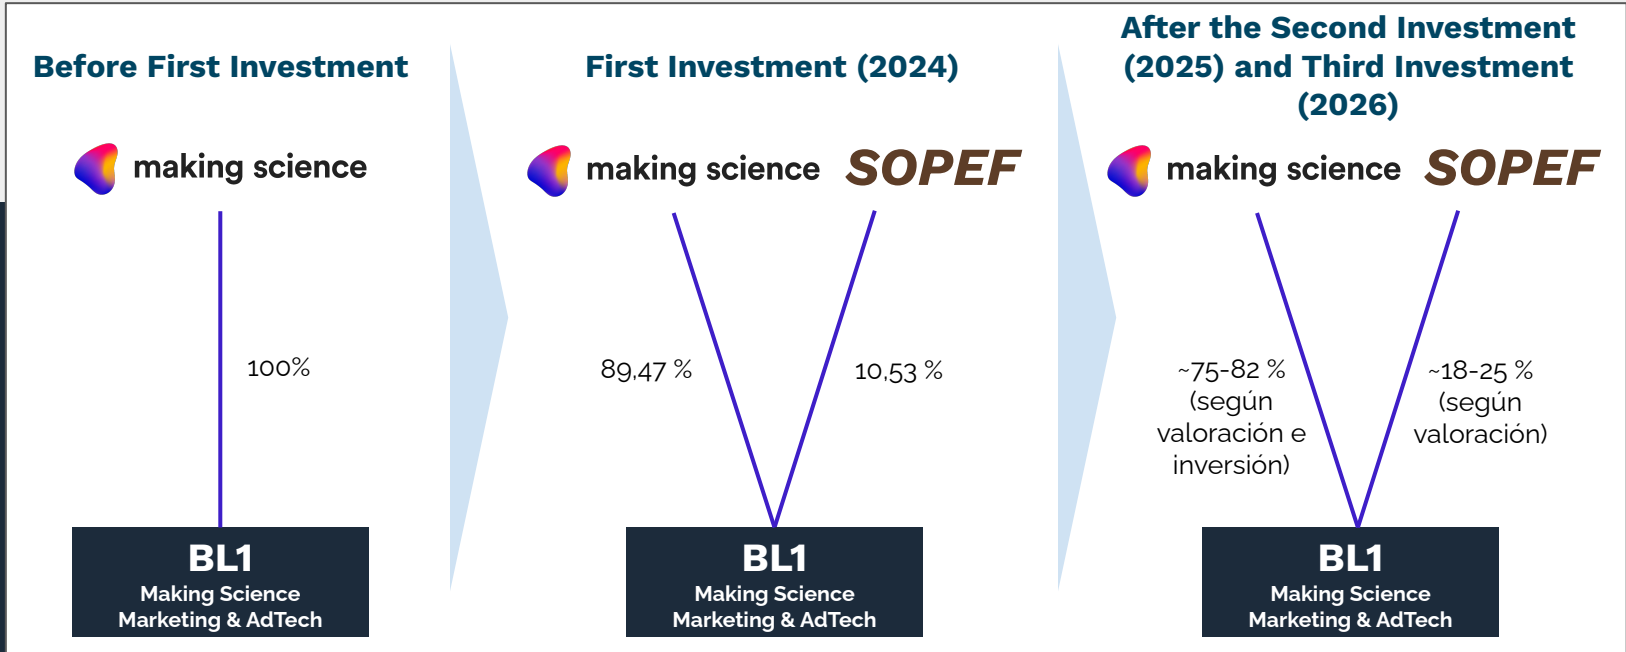 Before First Investment
making science
100%
BL1
Making Science
Marketing & AdTech
First Investment (2024)
making science
SOPEF
89,47 %
10,53 %
BL1
Making Science
Marketing & AdTech
After the Second Investment
(2025) and Third Investment
(2026)
making science
SOPEF
~75-82 %
(según
valoración e
inversión)
~18-25 %
(según
valoración)
BL1
Making Science
Marketing & AdTech